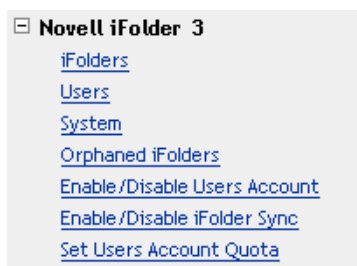 Novell iFolder 3
iFolders
Users
System
Orphaned iFolders
Enable/Disable Users Account
Enable/Disable iFolder Sync
Set Users Account Quota